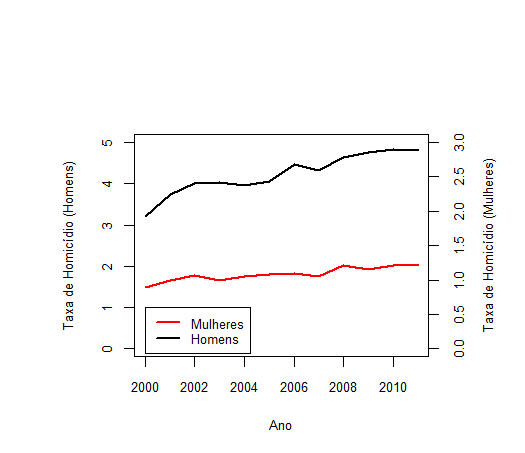 Taxa de Homicídio (Homens)
5
4
3
2
1
0
3.0
2.5
2.0
1.5
1.0
0.5
0.0
Taxa de Homicídio (Mulheres)
Mulheres
Homens
2000 2002 2004 2006 2008 2010
Ano